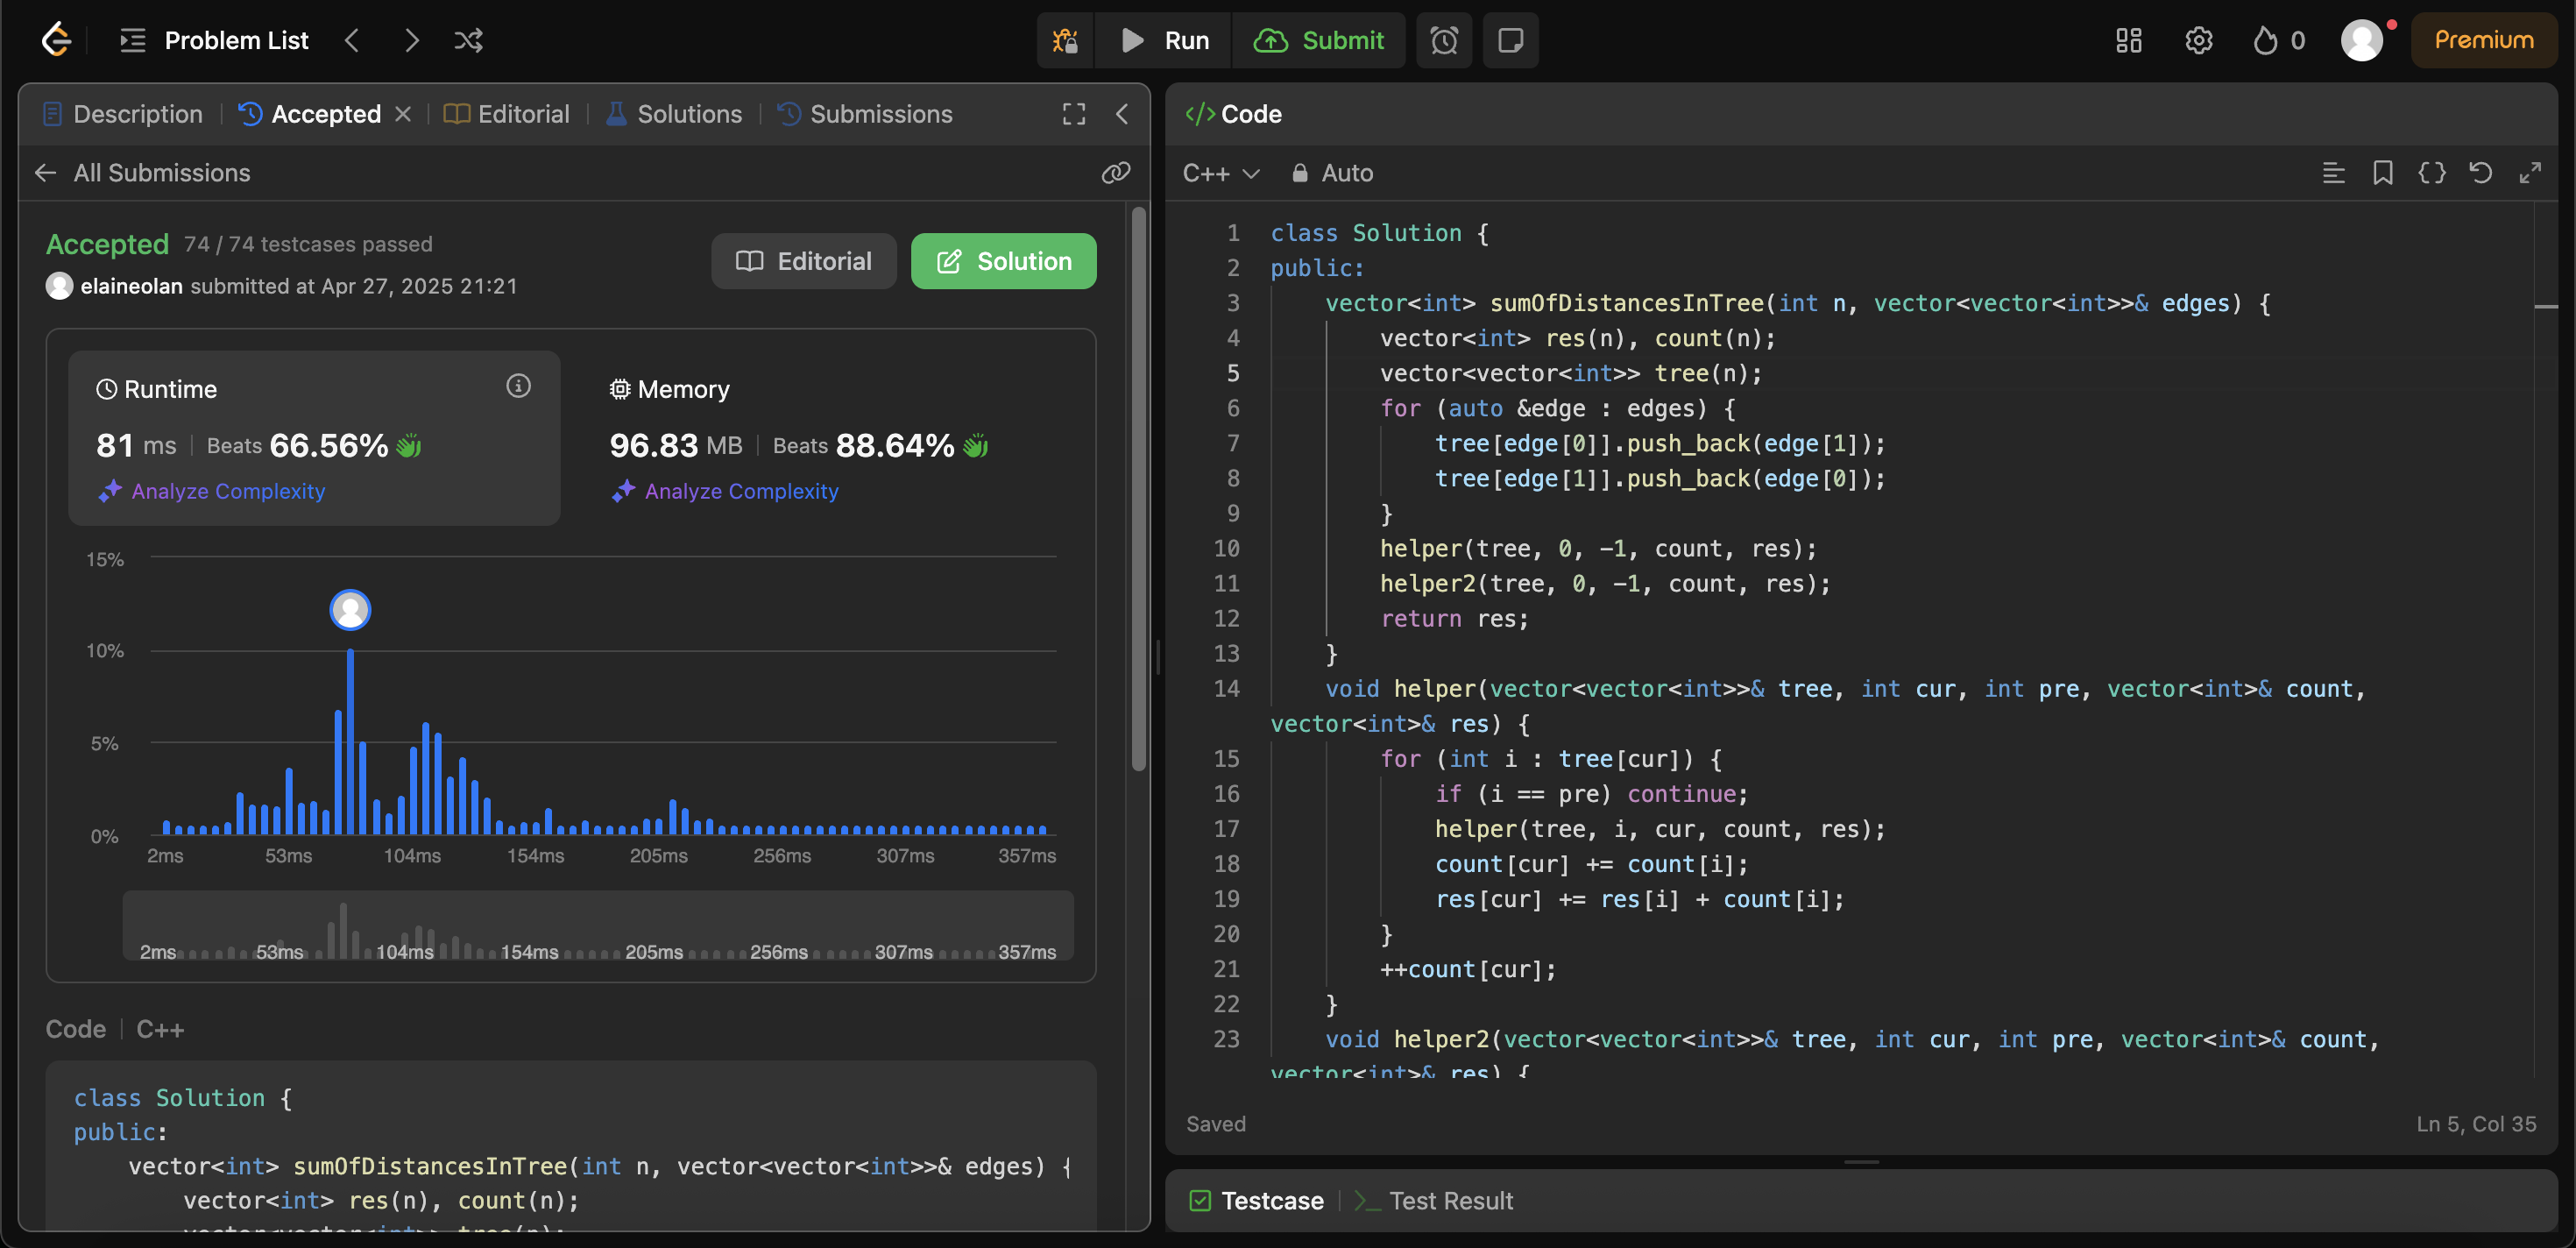 Problem List
Run
Submit
0
Premium
Description
Accepted
Editorial
Solutions
Submissions
All Submissions
Accepted 74 / 74 testcases passed
elaineolan submitted at Apr 27, 2025 21:21
Editorial
Solution
Runtime
81 ms Beats 66.56%
Analyze Complexity
Memory
96.83 MB Beats 88.64%
Analyze Complexity
15%
10%
5%
0%
2ms 53ms 104ms 154ms 205ms 256ms 307ms 357ms
2ms 53ms 104ms 154ms 205ms 256ms 307ms 357ms
Code C++
class Solution {
public:
vector<int> sumOfDistancesInTree(int n, vector<vector<int>>& edges) {
vector<int> res(n), count(n);
vector<vector<int>> tree(n);
</> Code
C++ Auto
1 class Solution {
2 public:
3 vector<int> sumOfDistancesInTree(int n, vector<vector<int>>& edges) {
4 vector<int> res(n), count(n);
5 vector<vector<int>> tree(n);
6 for (auto &edge : edges) {
7 tree[edge[0]].push_back(edge[1]);
8 tree[edge[1]].push_back(edge[0]);
9 }
10 helper(tree, 0, -1, count, res);
11 helper2(tree, 0, -1, count, res);
12 return res;
13 }
14 void helper(vector<vector<int>>& tree, int cur, int pre, vector<int>& count,
vector<int>& res) {
15 for (int i : tree[cur]) {
16 if (i == pre) continue;
17 helper(tree, i, cur, count, res);
18 count[cur] += count[i];
19 res[cur] += res[i] + count[i];
20 }
21 ++count[cur];
22 }
23 void helper2(vector<vector<int>>& tree, int cur, int pre, vector<int>& count,
vector<int>& res) {
Saved
Ln 5, Col 35
Testcase
Test Result